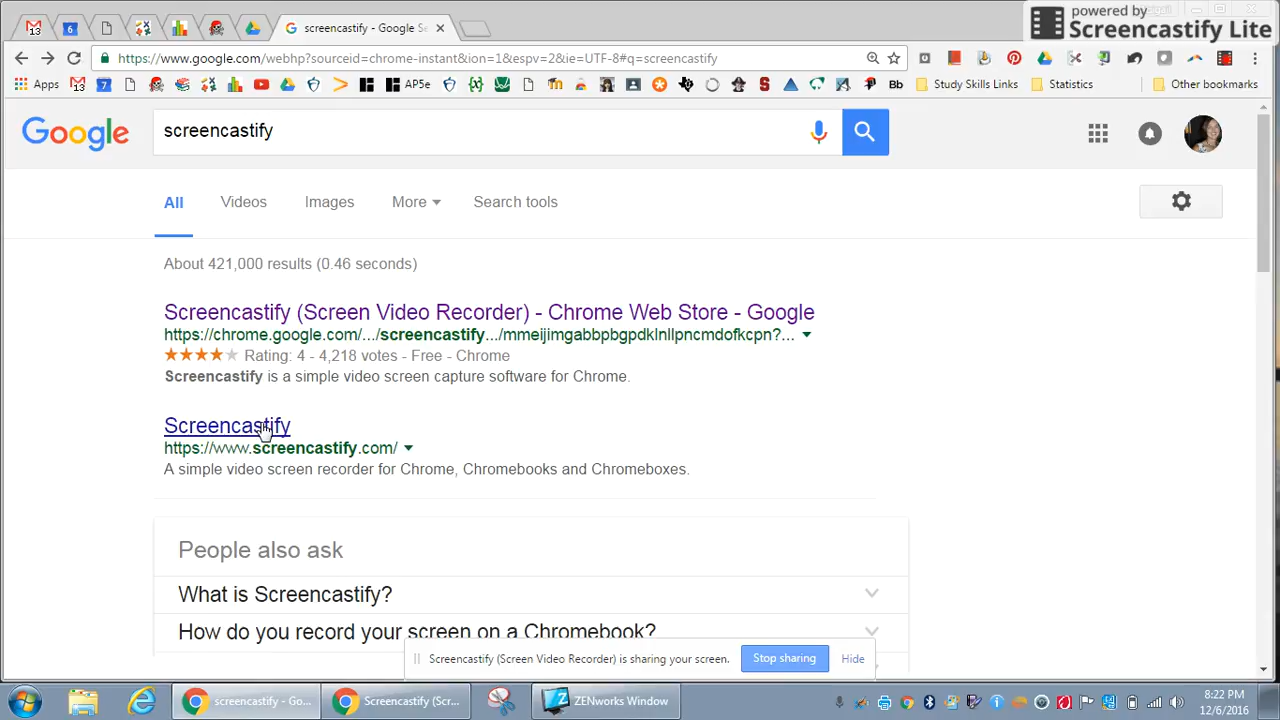 powered by
Screencastify Lite
13
6
screencastify - Google Se
https://www.google.com/webhp?sourceid=chrome-instant&ion=1&espv=2&ie=UTF-8#q=screencastify
Apps
13
7
AP5e
S
Bb
Study Skills Links
Statistics
Other bookmarks
Google
screencastify
All
Videos
Images
More
Search tools
About 421,000 results (0.46 seconds)
Screencastify (Screen Video Recorder) - Chrome Web Store - Google
https://chrome.google.com/.../screencastify.../mmeijimgabbpbgpdklnllpncmdofkcpn?...
Rating: 4 - 4,218 votes - Free - Chrome
Screencastify is a simple video screen capture software for Chrome.
Screencastify
https://www.screencastify.com/
A simple video screen recorder for Chrome, Chromebooks and Chromeboxes.
People also ask
What is Screencastify?
How do you record your screen on a Chromebook?
Screencastify (Screen Video Recorder) is sharing your screen.
Stop sharing
Hide
screencastify - Go...
Screencastify (Scr...
ZENworks Window
8:22 PM
12/6/2016